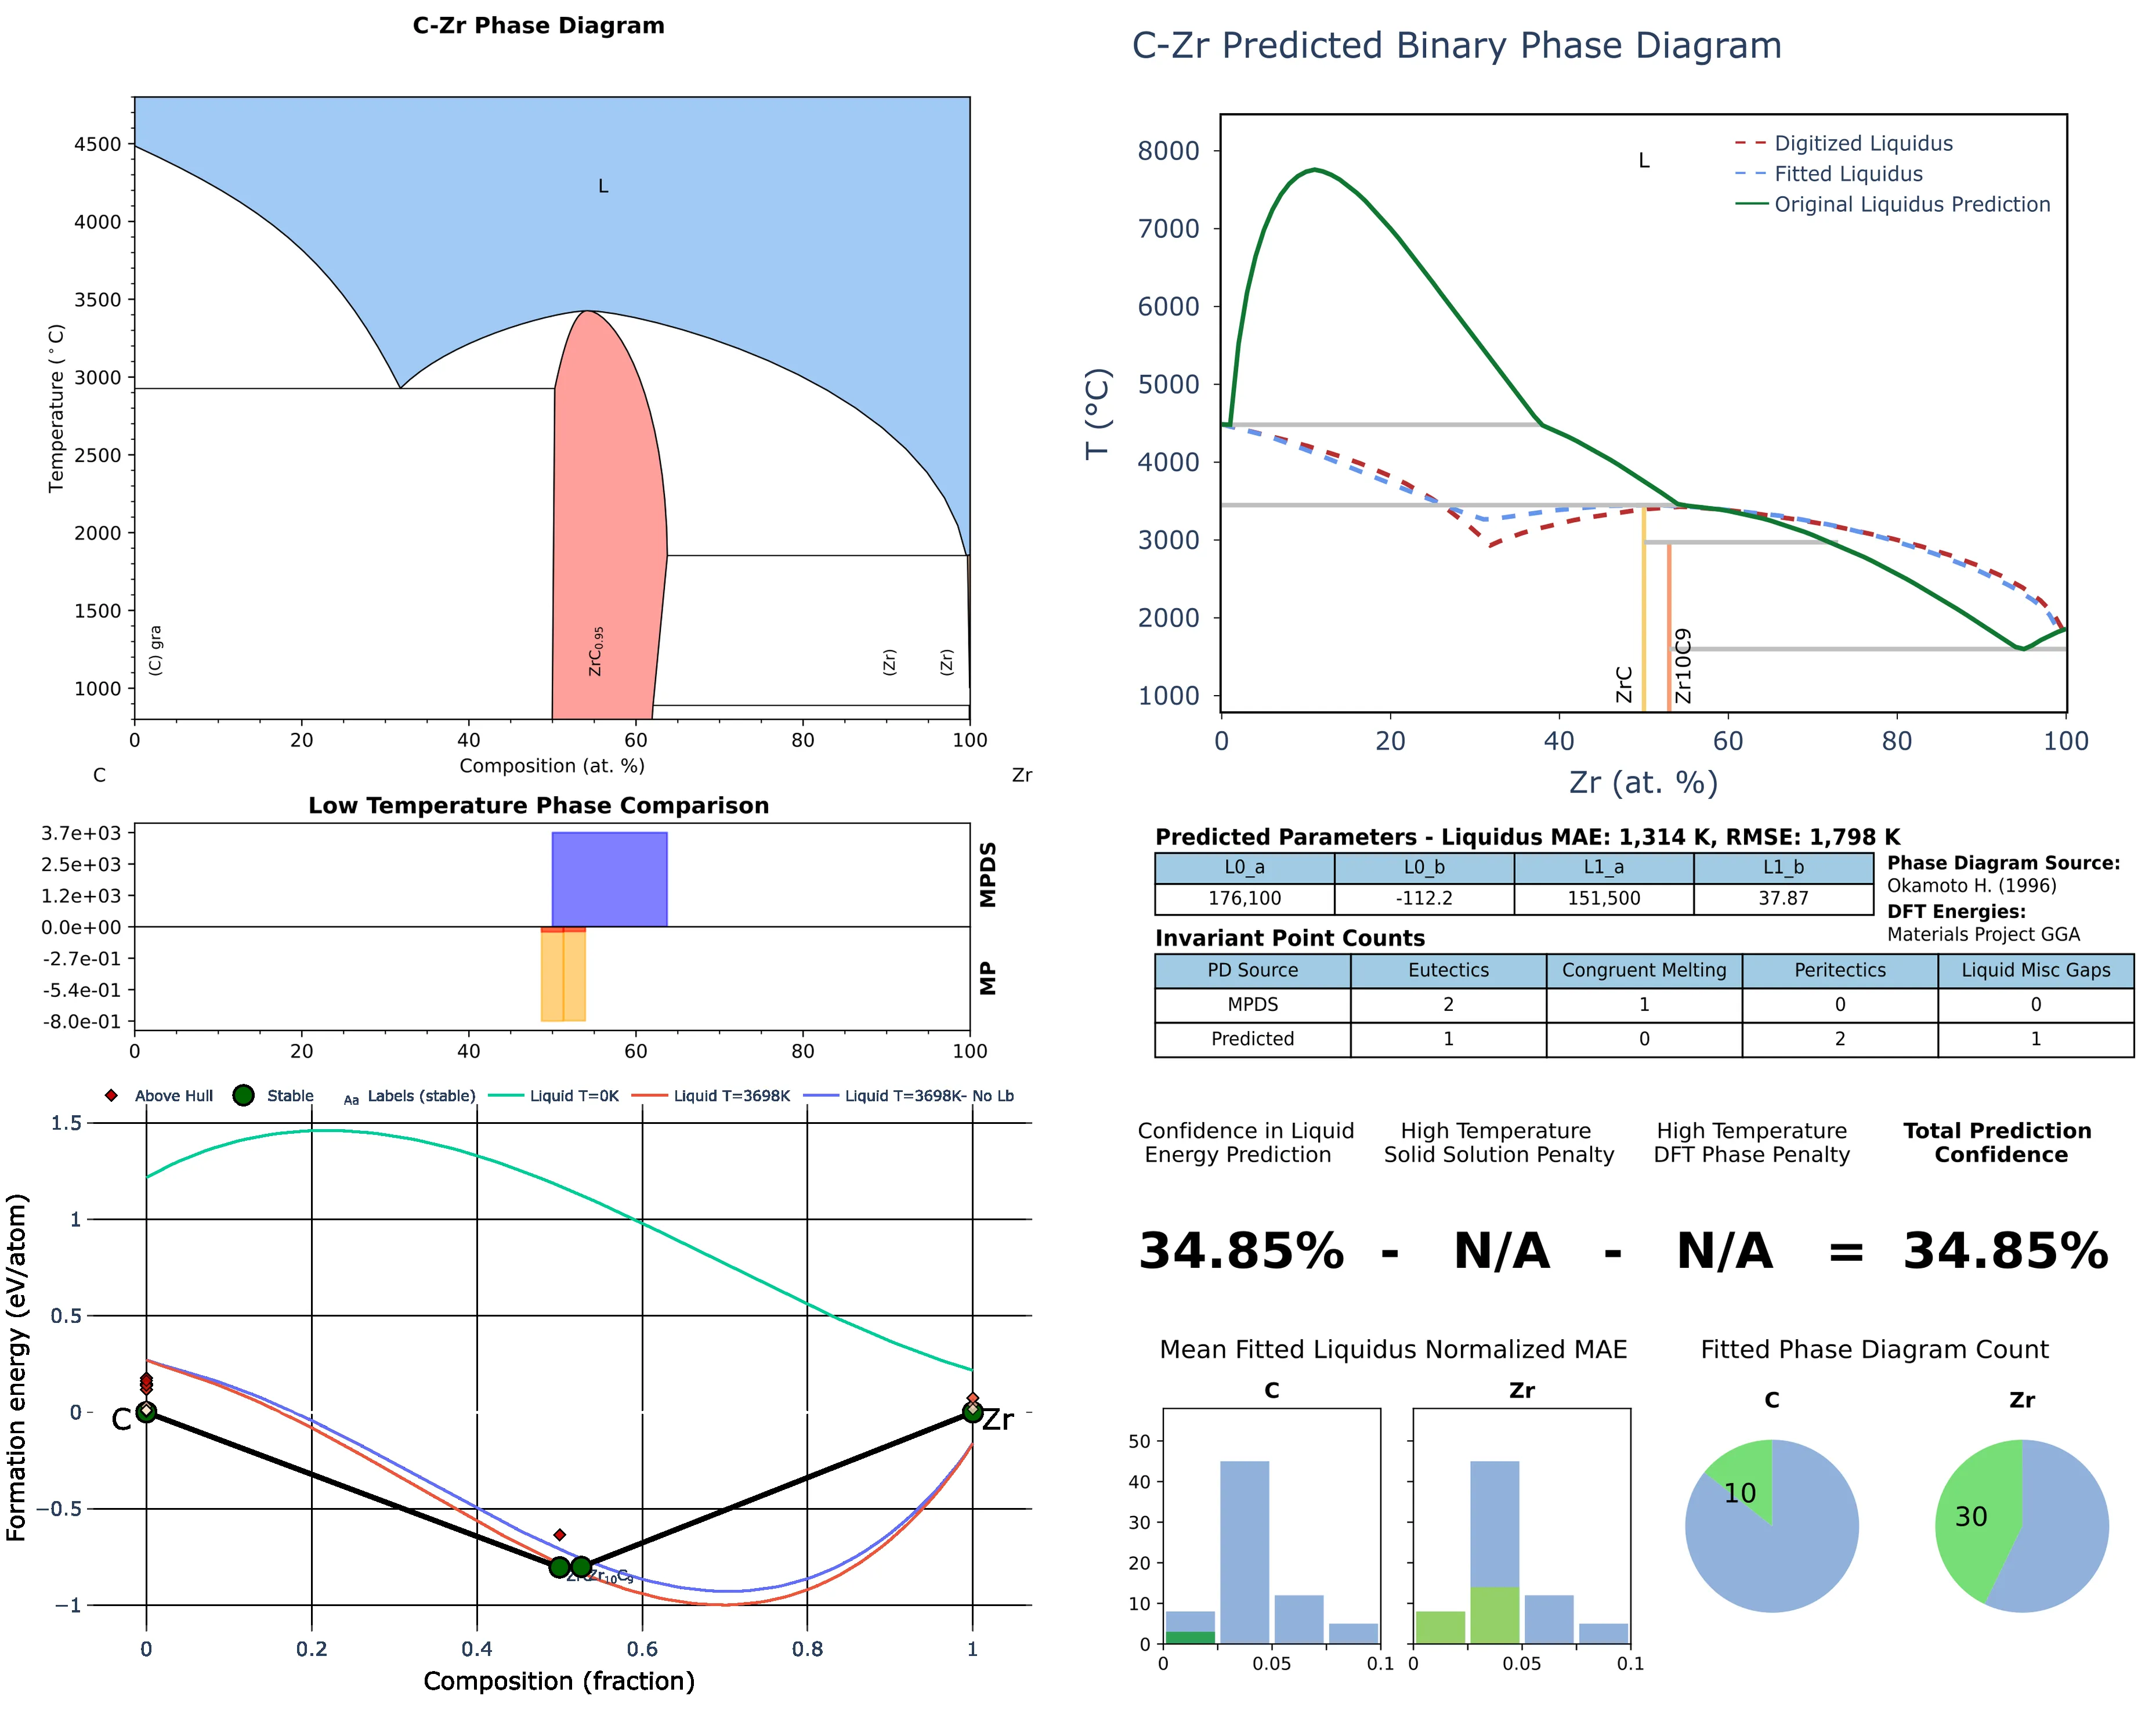 C-Zr Phase Diagram
4500
4000
3500
3000
2500
2000
1500
1000
Temperature (°C)
L
(C) gra
ZrC0.95
(Zr)
(Zr)
0 20 40 60 80 100
Composition (at. %)
C Zr
Low Temperature Phase Comparison
3.7e+03
2.5e+03
1.2e+03
0.0e+00
-2.7e-01
-5.4e-01
-8.0e-01
MPDS
MP
0 20 40 60 80 100
Above Hull Stable Aa Labels (stable) Liquid T=0K Liquid T=3698K Liquid T=3698K- No Lb
1.5
1
0.5
0
−0.5
−1
Formation energy (eV/atom)
C
Zr
Zr10C9
0 0.2 0.4 0.6 0.8 1
Composition (fraction)
C-Zr Predicted Binary Phase Diagram
8000
7000
6000
5000
4000
3000
2000
1000
T (°C)
L
Digitized Liquidus
Fitted Liquidus
Original Liquidus Prediction
ZrC
Zr10C9
0 20 40 60 80 100
Zr (at. %)
Predicted Parameters - Liquidus MAE: 1,314 K, RMSE: 1,798 K
L0_a L0_b L1_a L1_b
176,100 -112.2 151,500 37.87
Phase Diagram Source:
Okamoto H. (1996)
DFT Energies:
Materials Project GGA
Invariant Point Counts
PD Source Eutectics Congruent Melting Peritectics Liquid Misc Gaps
MPDS 2 1 0 0
Predicted 1 0 2 1
Confidence in Liquid
Energy Prediction
High Temperature
Solid Solution Penalty
High Temperature
DFT Phase Penalty
Total Prediction
Confidence
34.85% - N/A - N/A = 34.85%
Mean Fitted Liquidus Normalized MAE
C
Zr
50
40
30
20
10
0
0 0.05 0.1
0 0.05 0.1
Fitted Phase Diagram Count
C
Zr
10
30